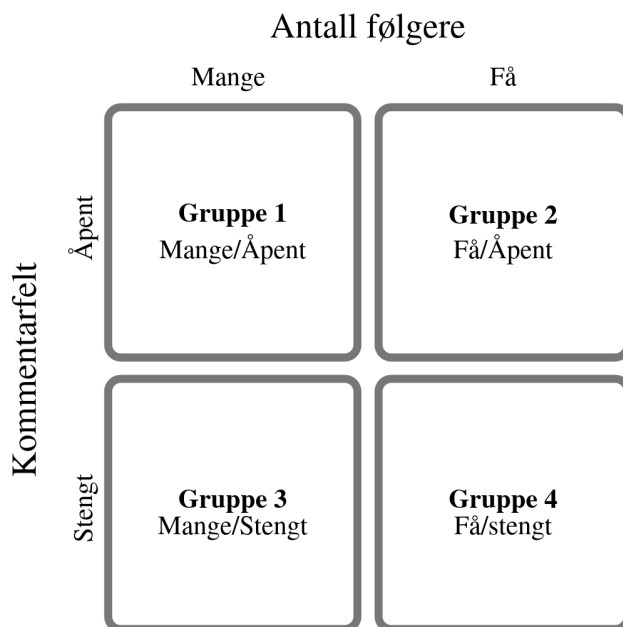 Antall følgere
Mange
Få
Kommentarfelt
Åpent
Gruppe 1
Mange/Åpent
Gruppe 2
Få/Åpent
Stengt
Gruppe 3
Mange/Stengt
Gruppe 4
Få/stengt